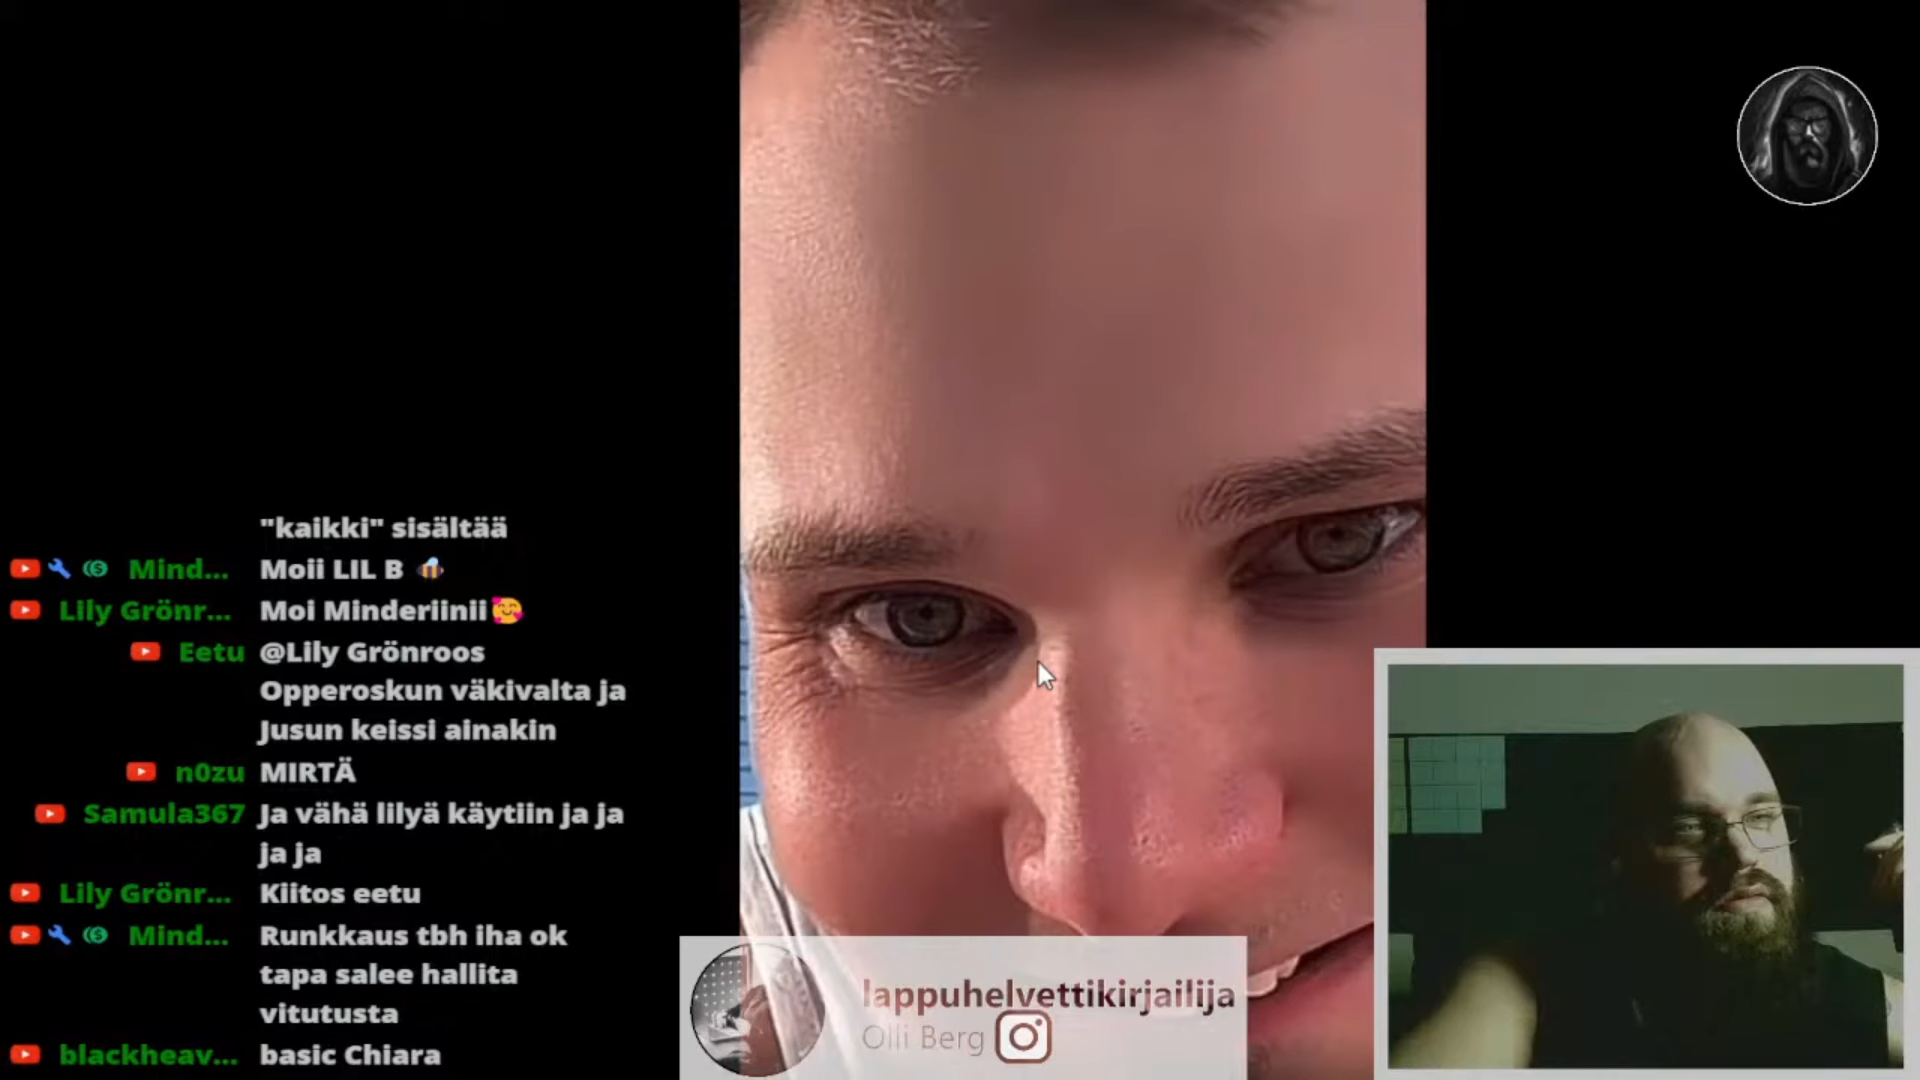 "kaikki" sisältää
Mind... Moii LIL B
Lily Grönr... Moi Minderiinii
Eetu @Lily Grönroos
Opperoskun väkivalta ja
Jusun keissi ainakin
n0zu MIRTÄ
Samula367 Ja vähä lilyä käytiin ja ja
ja ja
Lily Grönr... Kiitos eetu
Mind... Runkkaus tbh iha ok
tapa salee hallita
vitutusta
blackheav... basic Chiara
lappuhelvettikirjailija
Olli Berg